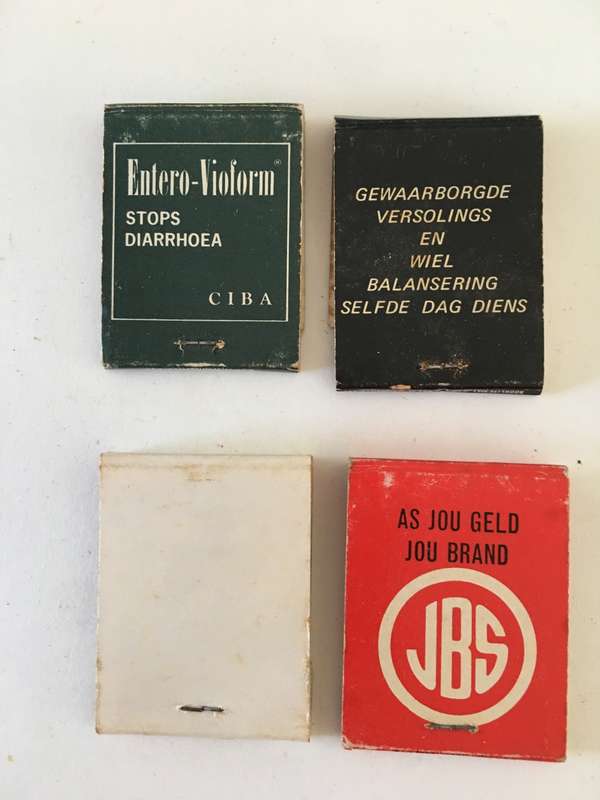 Entero-Vioform®
STOPS
DIARRHOEA
CIBA
GEWAARBORGDE
VERSOLINGS
EN
WIEL
BALANSERING
SELFDE DAG DIENS
AS JOU GELD
JOU BRAND
JBS